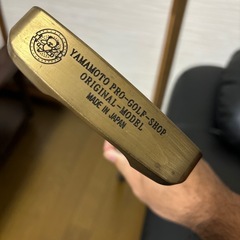 YAMAMOTO PRO-GOLF-SHOP
ORIGINAL-MODEL
MADE IN JAPAN